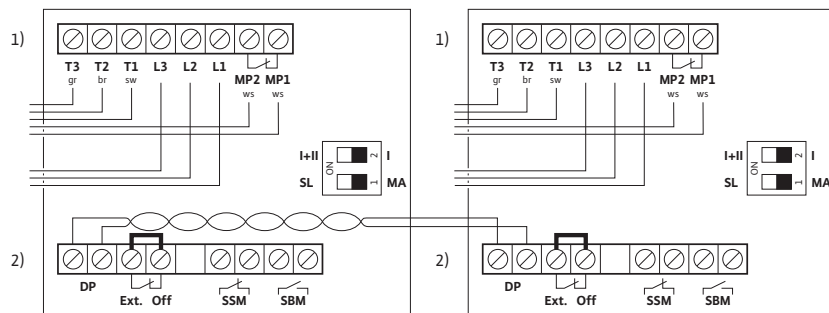 1)
T3 T2 T1 L3 L2 L1 MP2 MP1
gr br sw ws ws
I+II ON 2 I
SL 1 MA
2)
DP Ext. Off SSM SBM
1)
T3 T2 T1 L3 L2 L1 MP2 MP1
gr br sw ws ws
I+II ON 2 I
SL 1 MA
2)
DP Ext. Off SSM SBM